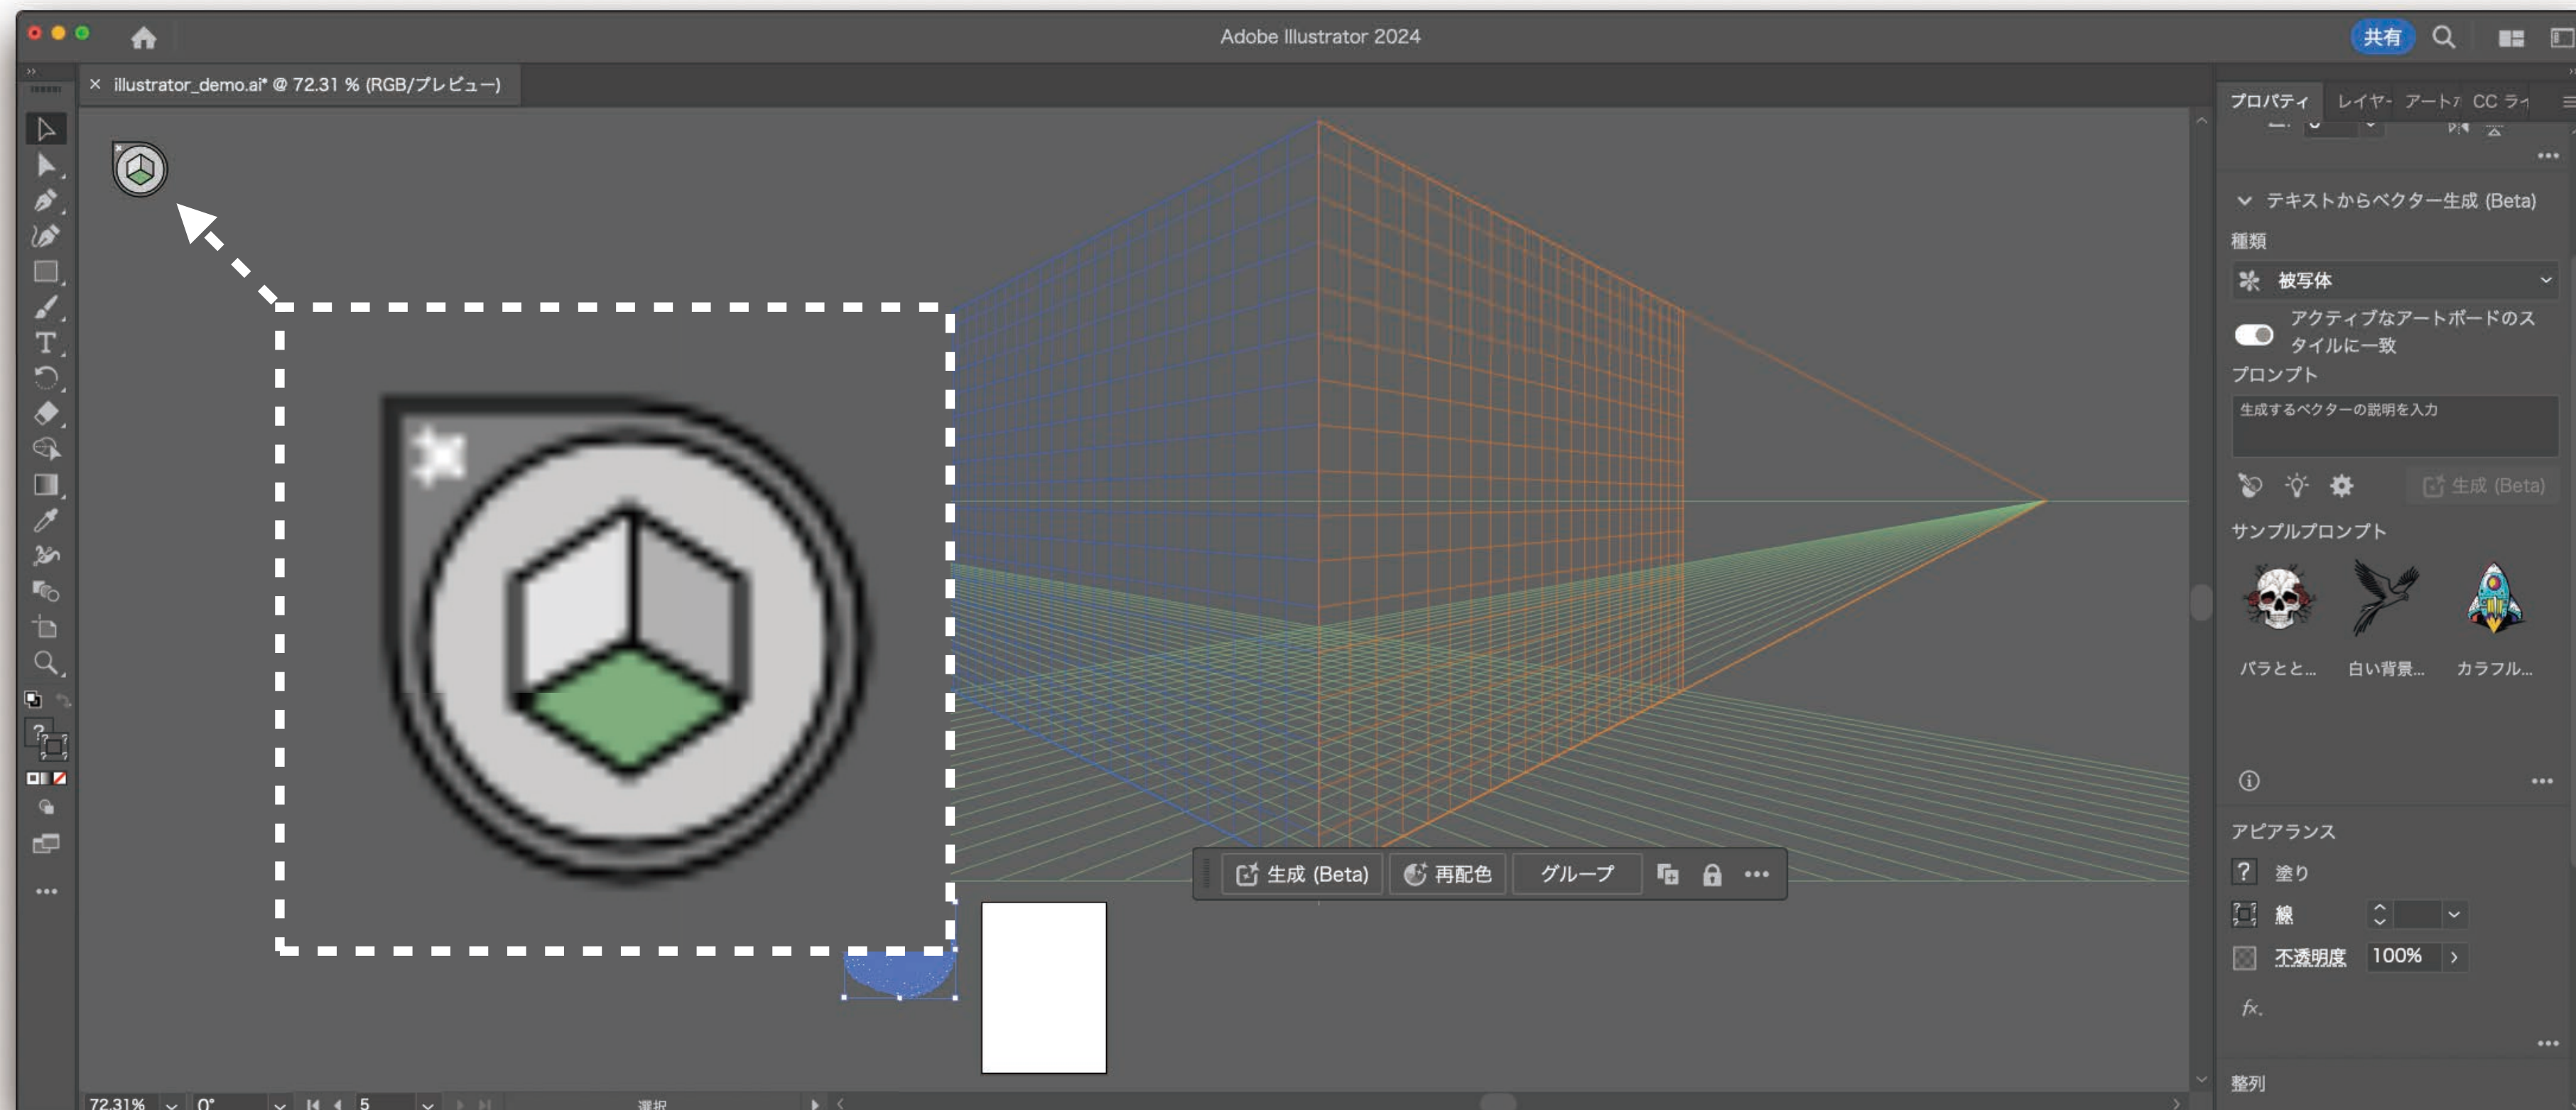 Adobe Illustrator 2024
共有
× illustrator_demo.ai* @ 72.31 % (RGB/プレビュー)
プロパティ レイヤー アートボ CC ライ
テキストからベクター生成 (Beta)
種類
被写体
アクティブなアートボードのス
タイルに一致
プロンプト
生成するベクターの説明を入力
生成 (Beta)
サンプルプロンプト
バラとと... 白い背景... カラフル...
アピアランス
? 塗り
線
不透明度 100%
fx.
整列
生成 (Beta) 再配色 グループ
72.31% 0° 5 選択